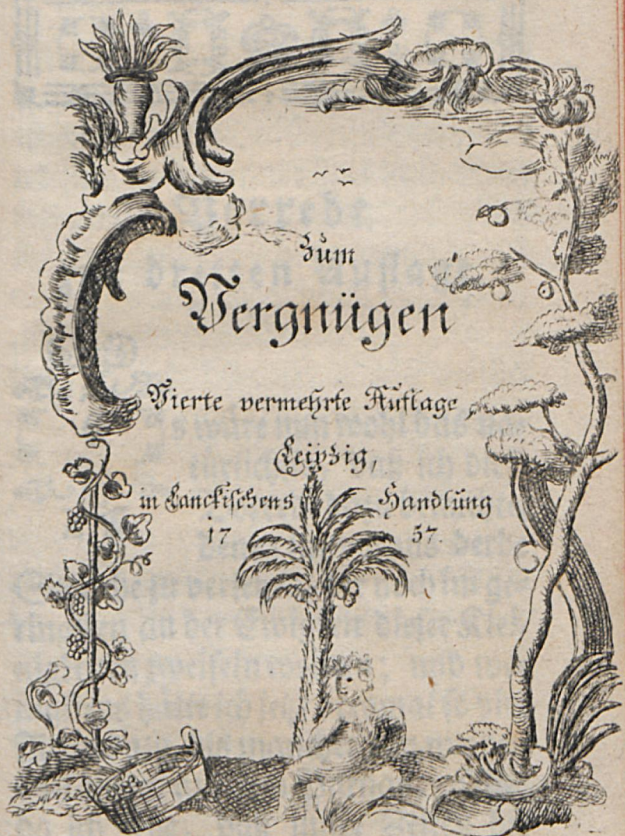 Zum
Vergnügen
Vierte vermehrte Auflage,
Leipzig,
in Lanckischens Handlung
17 57.